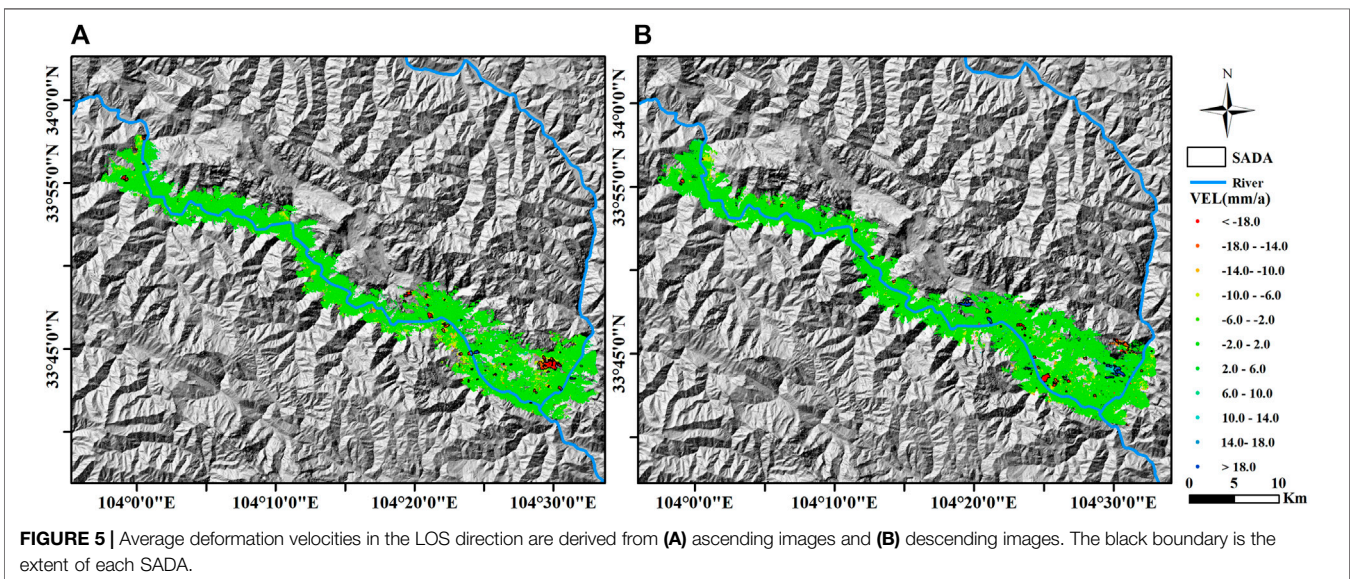 A
B
34°0'0"N
33°55'0"N
33°45'0"N
104°0'0"E
104°10'0"E
104°20'0"E
104°30'0"E
34°0'0"N
33°55'0"N
33°45'0"N
104°0'0"E
104°10'0"E
104°20'0"E
104°30'0"E
N
SADA
River
VEL(mm/a)
< -18.0
-18.0 - -14.0
-14.0- -10.0
-10.0 - -6.0
-6.0 - -2.0
-2.0 - 2.0
2.0 - 6.0
6.0 - 10.0
10.0 - 14.0
14.0- 18.0
> 18.0
0 5 10
Km
FIGURE 5 | Average deformation velocities in the LOS direction are derived from (A) ascending images and (B) descending images. The black boundary is the
extent of each SADA.